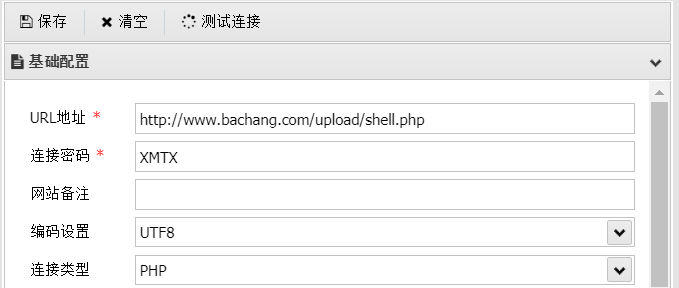 保存 清空 测试连接
基础配置
URL地址 * http://www.bachang.com/upload/shell.php
连接密码 * XMTX
网站备注
编码设置 UTF8
连接类型 PHP